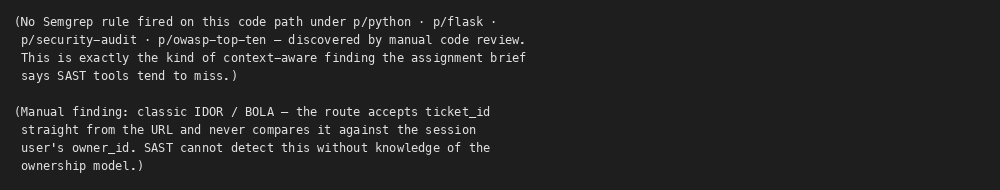 (No Semgrep rule fired on this code path under p/python · p/flask ·
p/security-audit · p/owasp-top-ten — discovered by manual code review.
This is exactly the kind of context-aware finding the assignment brief
says SAST tools tend to miss.)
(Manual finding: classic IDOR / BOLA — the route accepts ticket_id
straight from the URL and never compares it against the session
user's owner_id. SAST cannot detect this without knowledge of the
ownership model.)